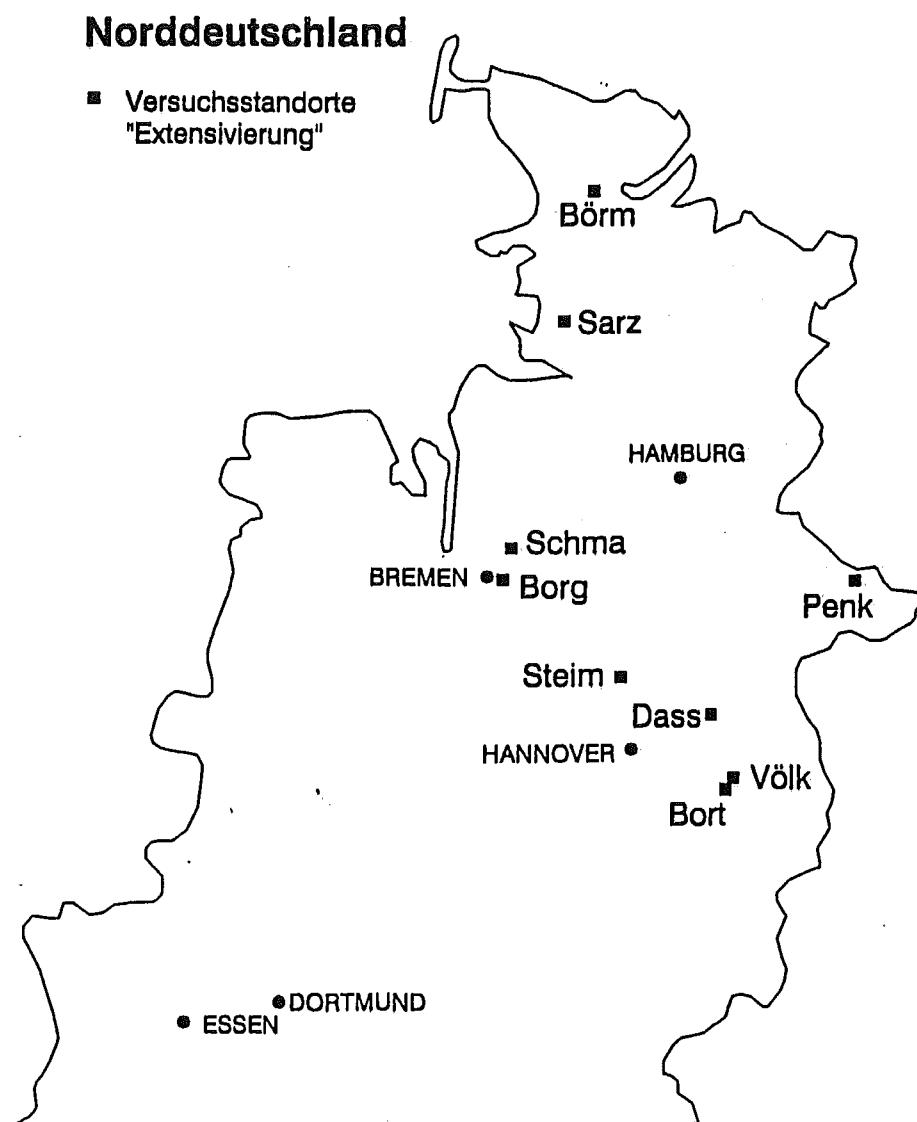 Norddeutschland
Versuchsstandorte
"Extensivierung"
Börm
Sarz
HAMBURG
Schma
BREMEN
Borg
Penk
Steim
Dass
HANNOVER
Völk
Bort
DORTMUND
ESSEN